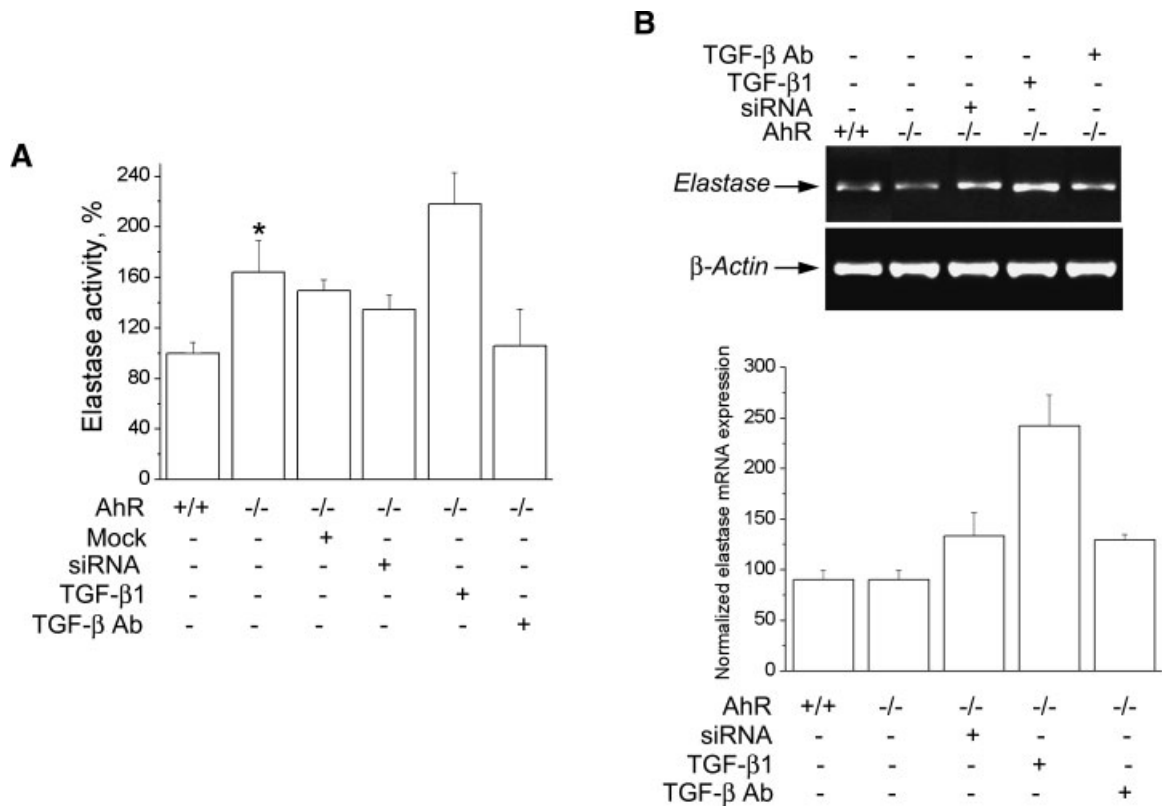 A
Elastase activity, %
240
200
160
120
80
40
0
*
AhR +/+ -/- -/- -/- -/- -/-
Mock - - + - - -
siRNA - - - + - -
TGF-β1 - - - - + -
TGF-β Ab - - - - - +
B
TGF-β Ab - - - - +
TGF-β1 - - - + -
siRNA - - + - -
AhR +/+ -/- -/- -/- -/-
Elastase
β-Actin
Normalized elastase mRNA expression
300
250
200
150
100
50
0
AhR +/+ -/- -/- -/- -/-
siRNA - - + - -
TGF-β1 - - - + -
TGF-β Ab - - - - +